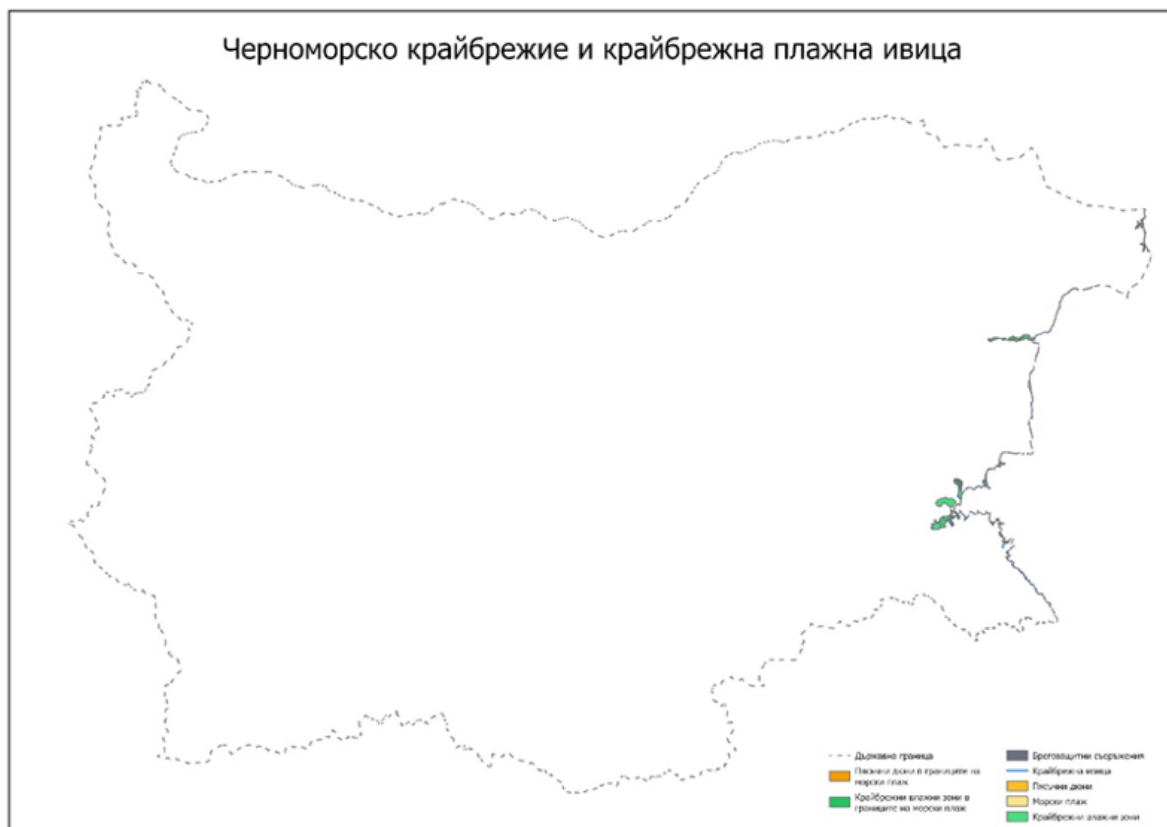 Черноморско крайбрежие и крайбрежна плажна ивица
Държавна граница
Пясъчни дюни в границите на
морски плаж
Крайбрежни влажни зони в
границите на морски плаж
Брегозащитни съоръжения
Крайбрежна ивица
Пясъчни дюни
Морски плаж
Крайбрежни влажни зони